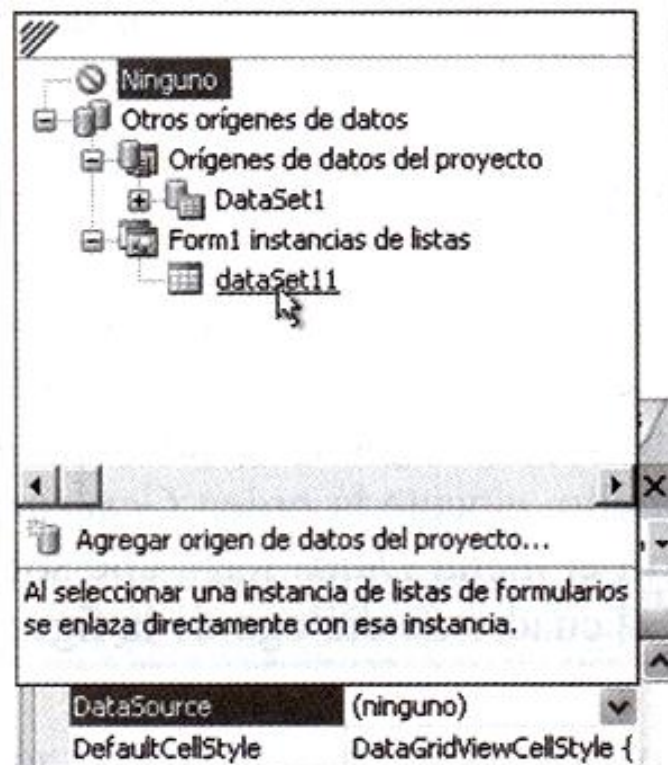 Ninguno
Otros orígenes de datos
Orígenes de datos del proyecto
DataSet1
Form1 instancias de listas
dataSet11
Agregar origen de datos del proyecto...
Al seleccionar una instancia de listas de formularios
se enlaza directamente con esa instancia.
DataSource (ninguno)
DefaultCellStyle DataGridViewCellStyle {